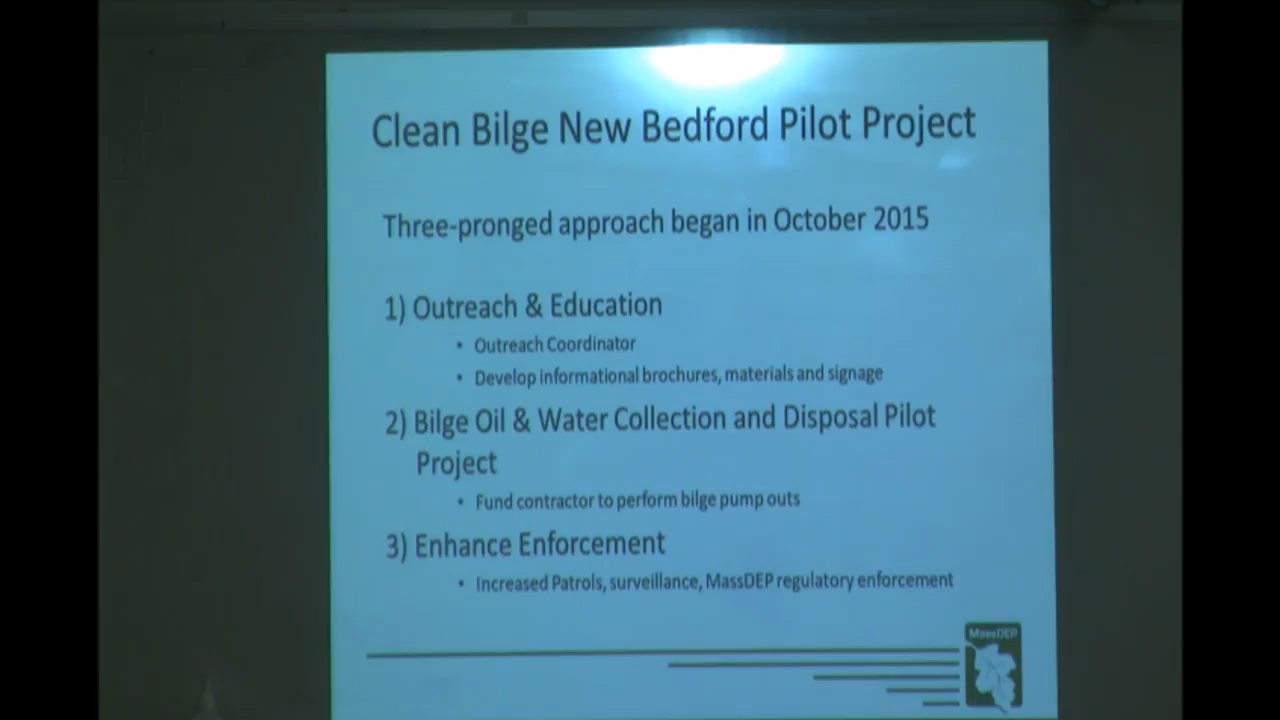 Clean Bilge New Bedford Pilot Project
Three-pronged approach began in October 2015
1) Outreach & Education
• Outreach Coordinator
• Develop informational brochures, materials and signage
2) Bilge Oil & Water Collection and Disposal Pilot
Project
• Fund contractor to perform bilge pump outs
3) Enhance Enforcement
• Increased Patrols, surveillance, MassDEP regulatory enforcement
MassDEP